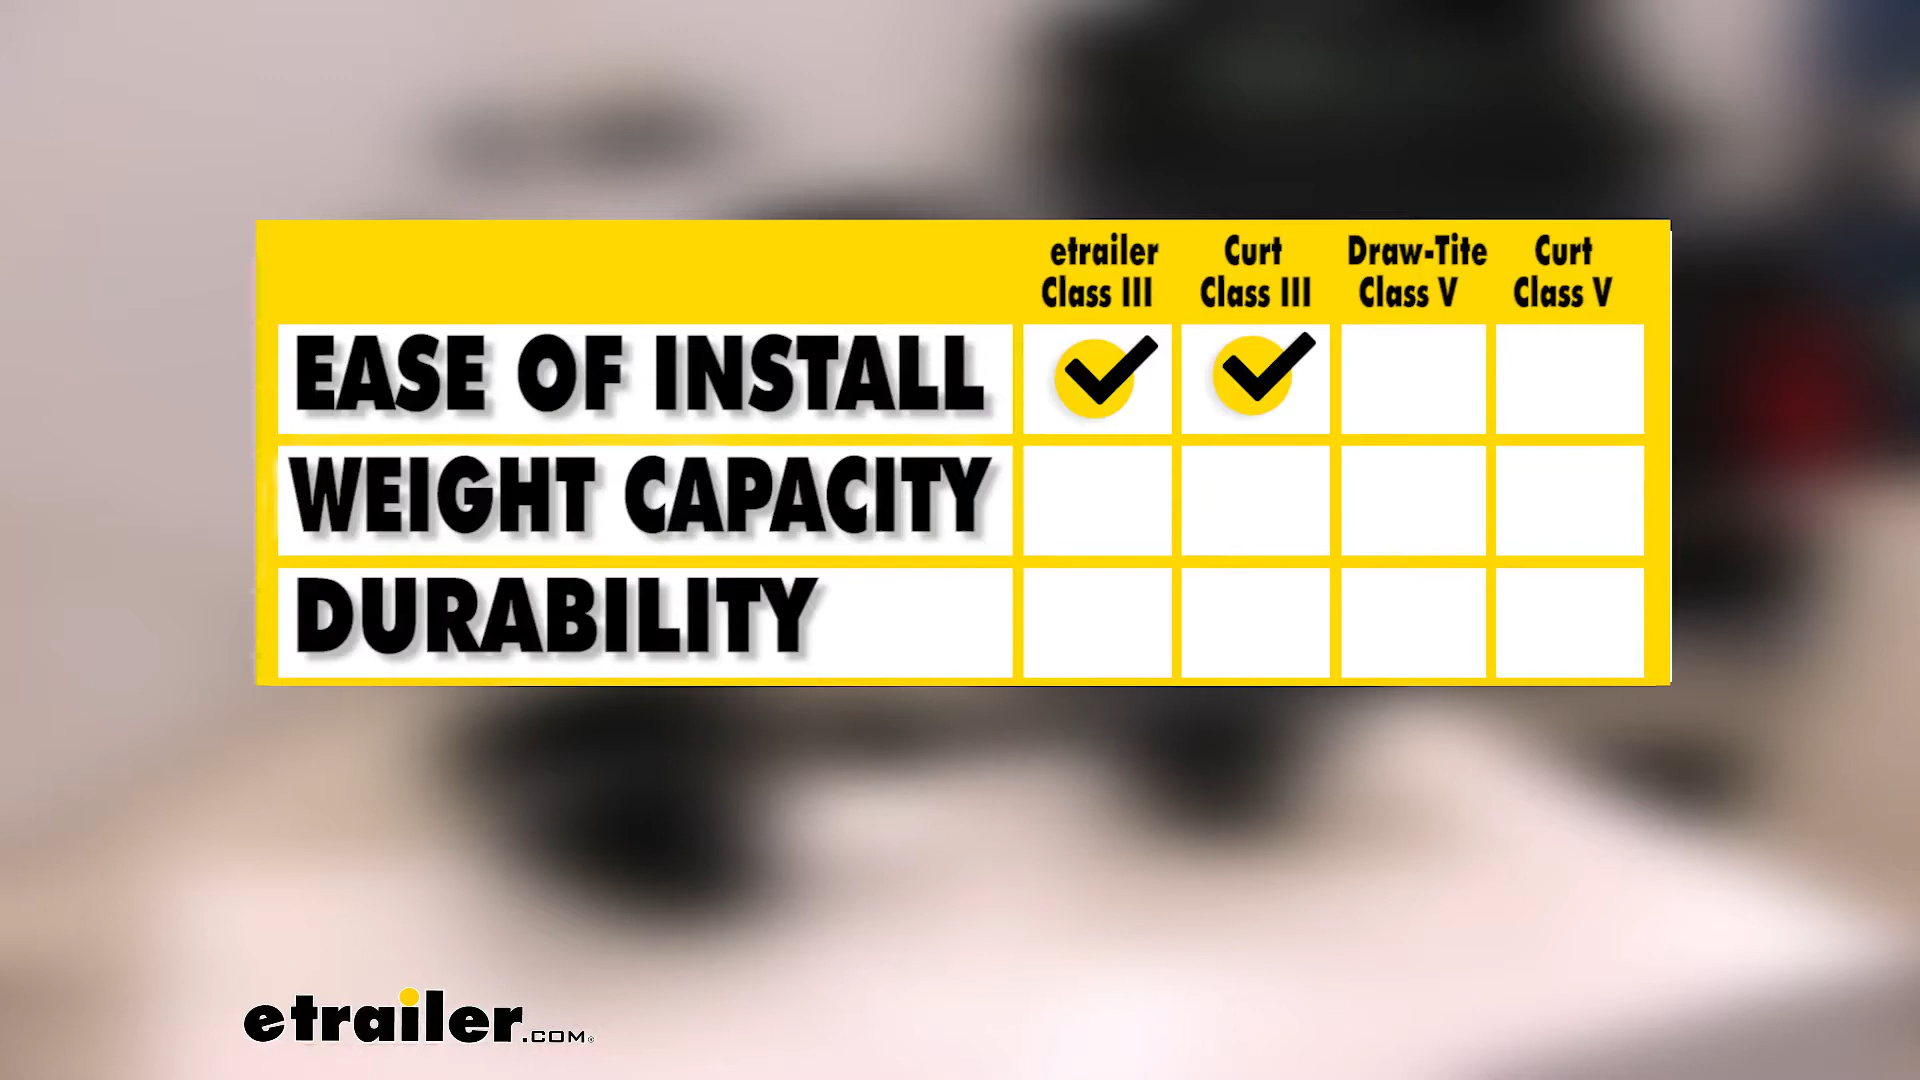 etrailer Curt Draw-Tite Curt
Class III Class III Class V Class V
EASE OF INSTALL
WEIGHT CAPACITY
DURABILITY
etrailer.COM®